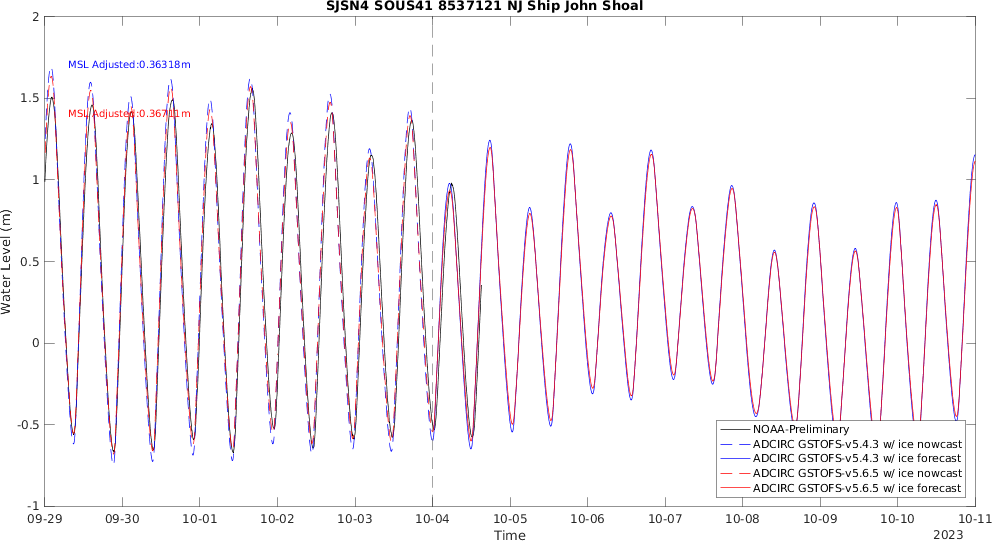 SJSN4 SOUS41 8537121 NJ Ship John Shoal
Water Level (m)
2
1.5
1
0.5
0
-0.5
-1
MSL Adjusted:0.36318m
MSL Adjusted:0.36711m
NOAA-Preliminary
ADCIRC GSTOFS-v5.4.3 w/ ice nowcast
ADCIRC GSTOFS-v5.4.3 w/ ice forecast
ADCIRC GSTOFS-v5.6.5 w/ ice nowcast
ADCIRC GSTOFS-v5.6.5 w/ ice forecast
09-29 09-30 10-01 10-02 10-03 10-04 10-05 10-06 10-07 10-08 10-09 10-10 10-11
Time
2023